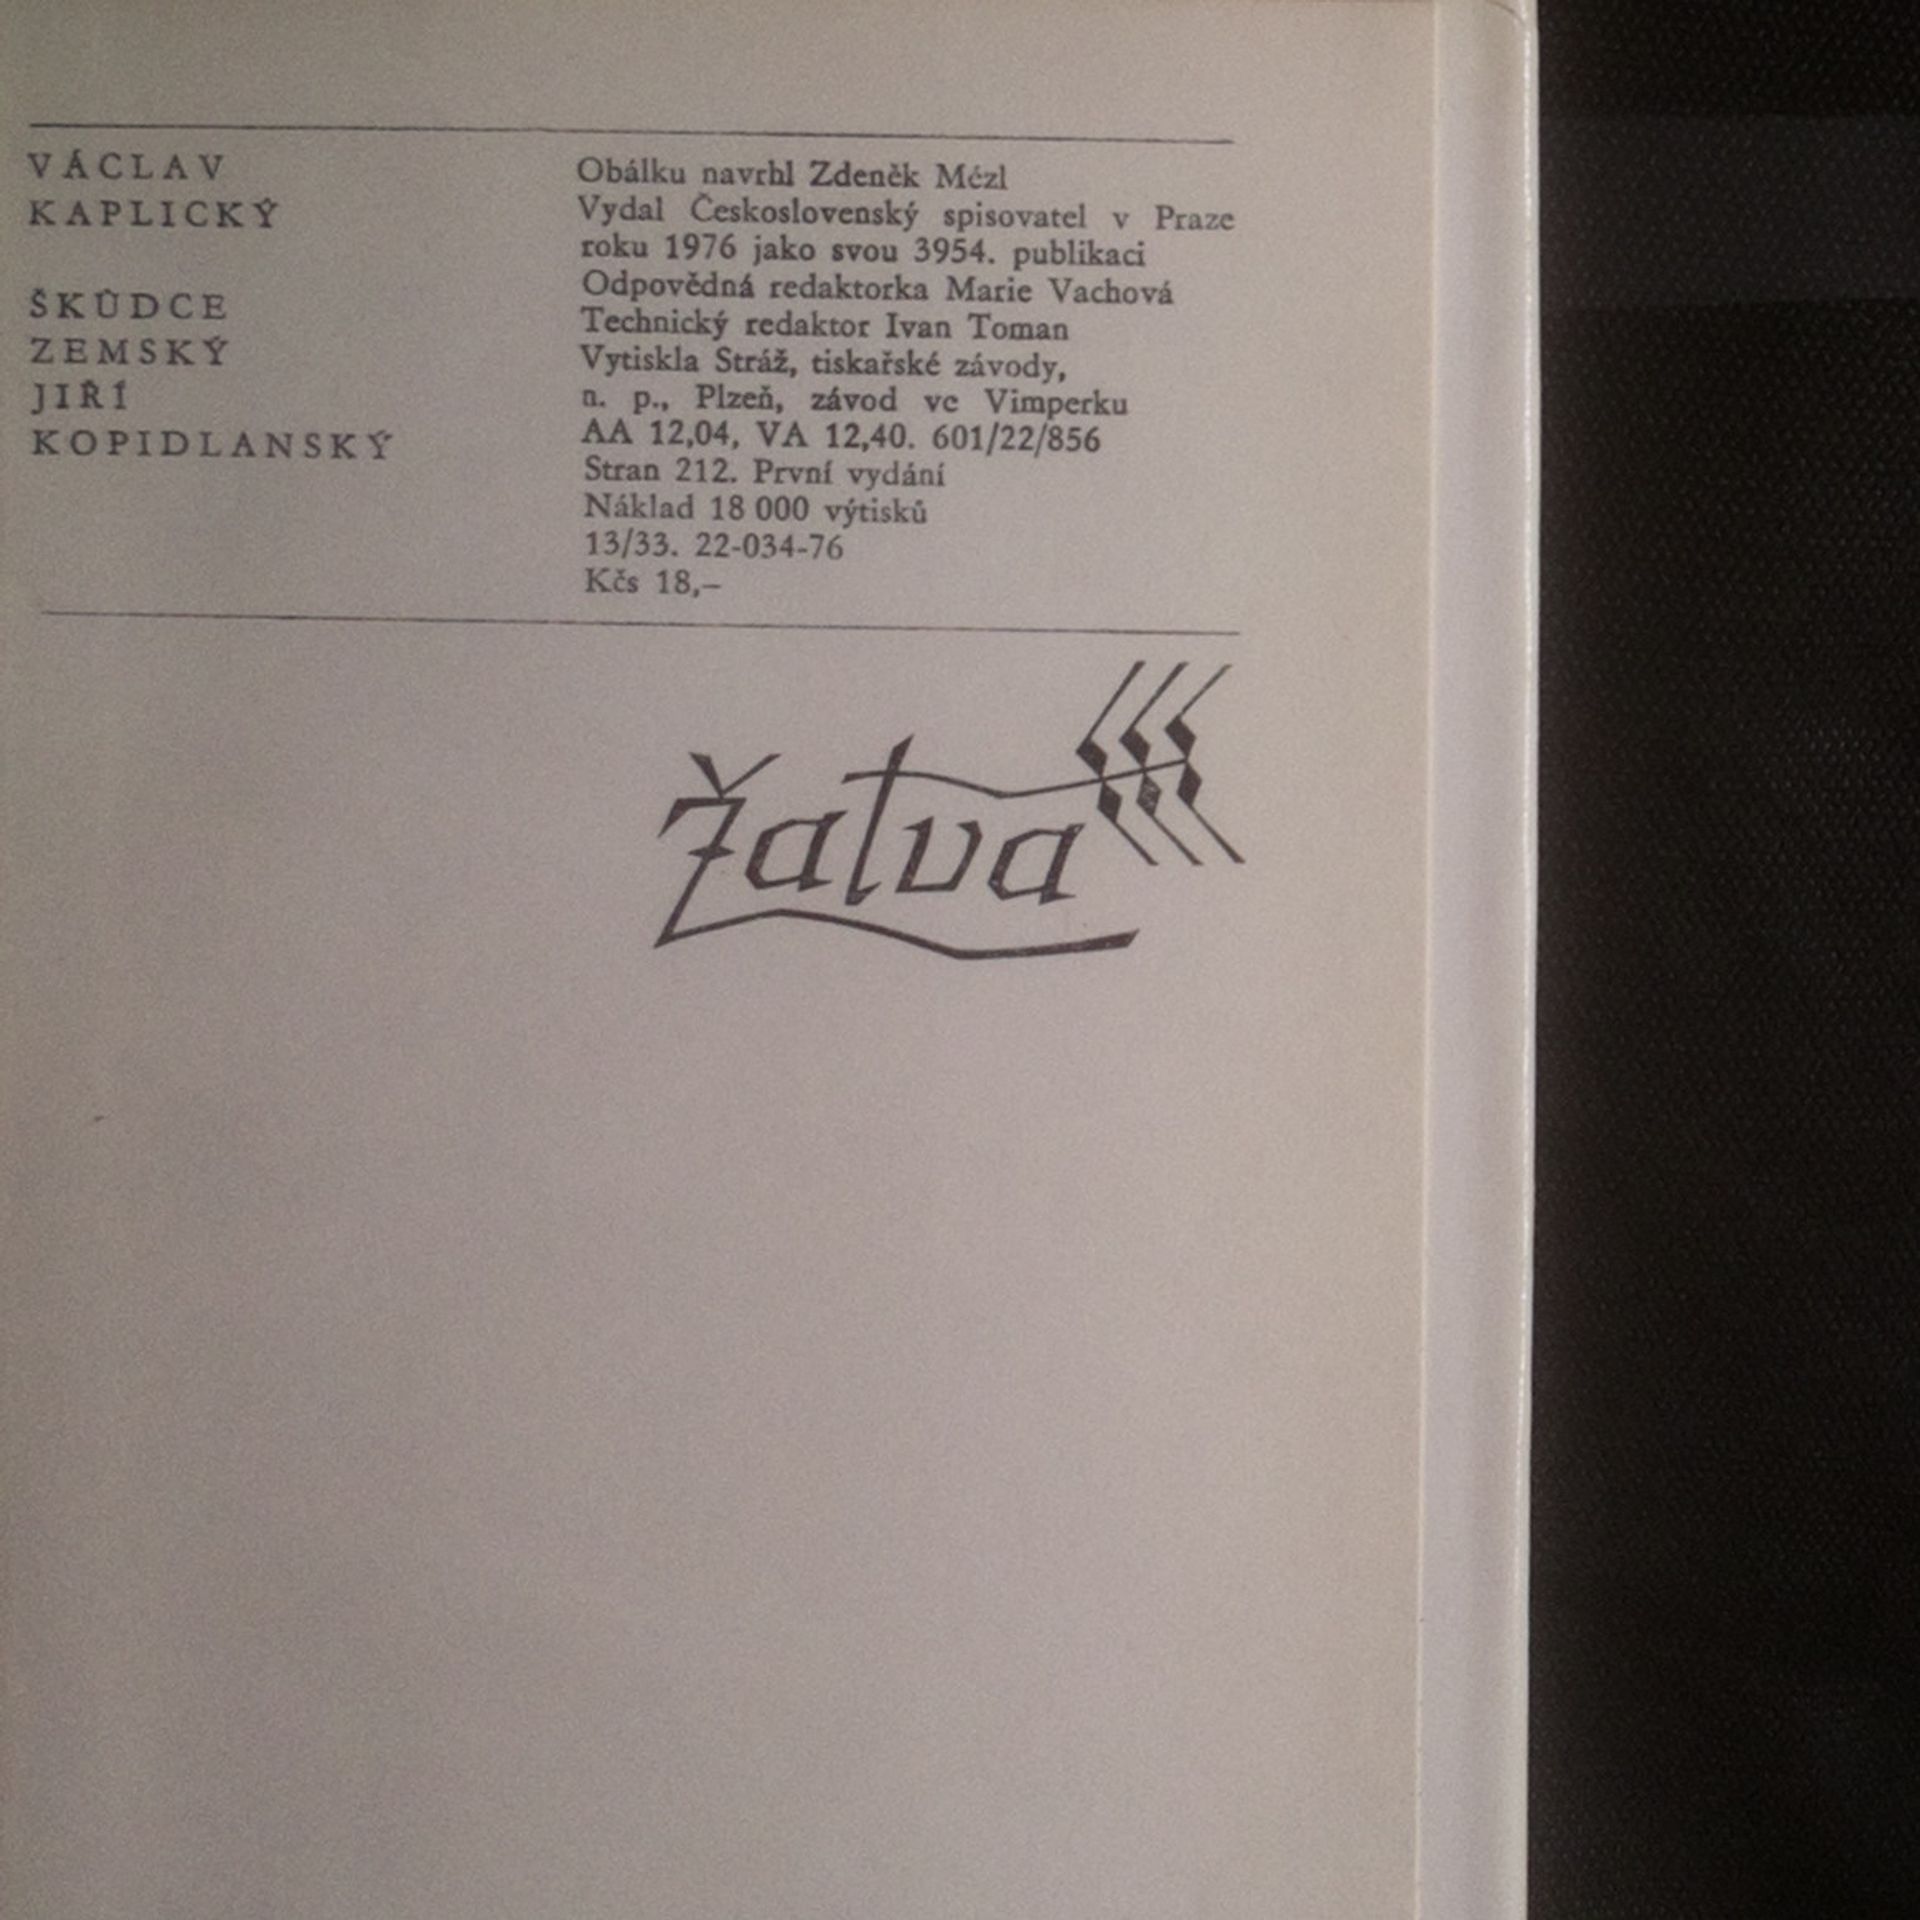 VÁCLAV
KAPLICKÝ
ŠKŮDCE
ZEMSKÝ
JIŘÍ
KOPIDLANSKÝ
Obálku navrhl Zdeněk Mézl
Vydal Československý spisovatel v Praze
roku 1976 jako svou 3954. publikaci
Odpovědná redaktorka Marie Vachová
Technický redaktor Ivan Toman
Vytiskla Stráž, tiskařské závody,
n. p., Plzeň, závod ve Vimperku
AA 12,04, VA 12,40. 601/22/856
Stran 212. První vydání
Náklad 18 000 výtisků
13/33. 22-034-76
Kčs 18,–
žatva